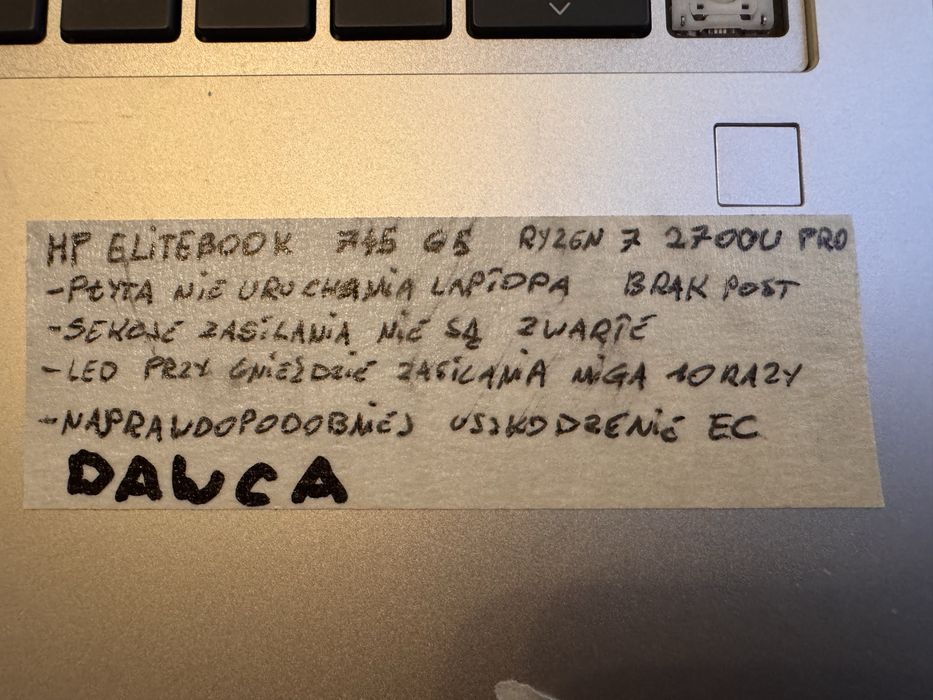 HP ELITEBOOK 745 G5 RYZEN 7 2700U PRO
-PŁYTA NIE URUCHAMIA LAPTOPA BRAK POST
-SEKCJE ZASILANIA NIE SĄ ZWARTE
-LED PRZY GNIEŹDZIE ZASILANIA MIGA 10 RAZY
-NAPRAWDOPODOBNIEJ USZKODZENIE EC
DAWCA